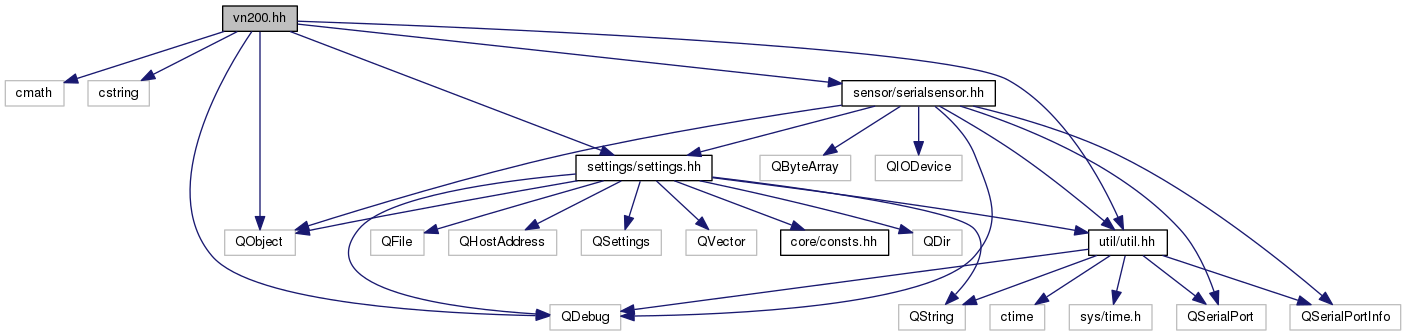 vn200.hh
cmath
cstring
sensor/serialsensor.hh
settings/settings.hh
QByteArray
QIODevice
QObject
QFile
QHostAddress
QSettings
QVector
core/consts.hh
QDir
util/util.hh
QDebug
QString
ctime
sys/time.h
QSerialPort
QSerialPortInfo